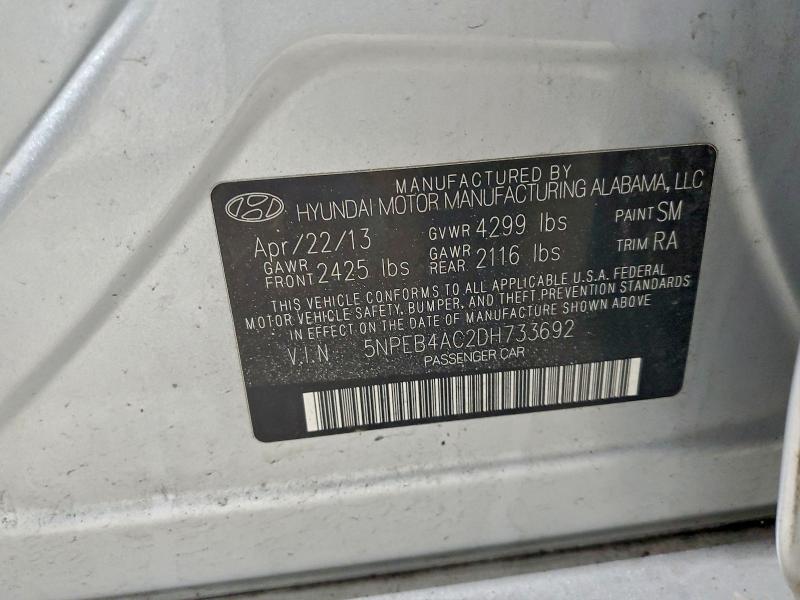 MANUFACTURED BY
HYUNDAI MOTOR MANUFACTURING ALABAMA, LLC
Apr/22/13 GVWR 4299 lbs PAINT SM
GAWR FRONT 2425 lbs GAWR REAR. 2116 lbs TRIM RA
THIS VEHICLE CONFORMS TO ALL APPLICABLE U.S.A. FEDERAL
MOTOR VEHICLE SAFETY, BUMPER, AND THEFT PREVENTION STANDARDS
IN EFFECT ON THE DATE OF MANUFACTURE SHOWN ABOVE
V.I.N 5NPEB4AC2DH733692
PASSENGER CAR